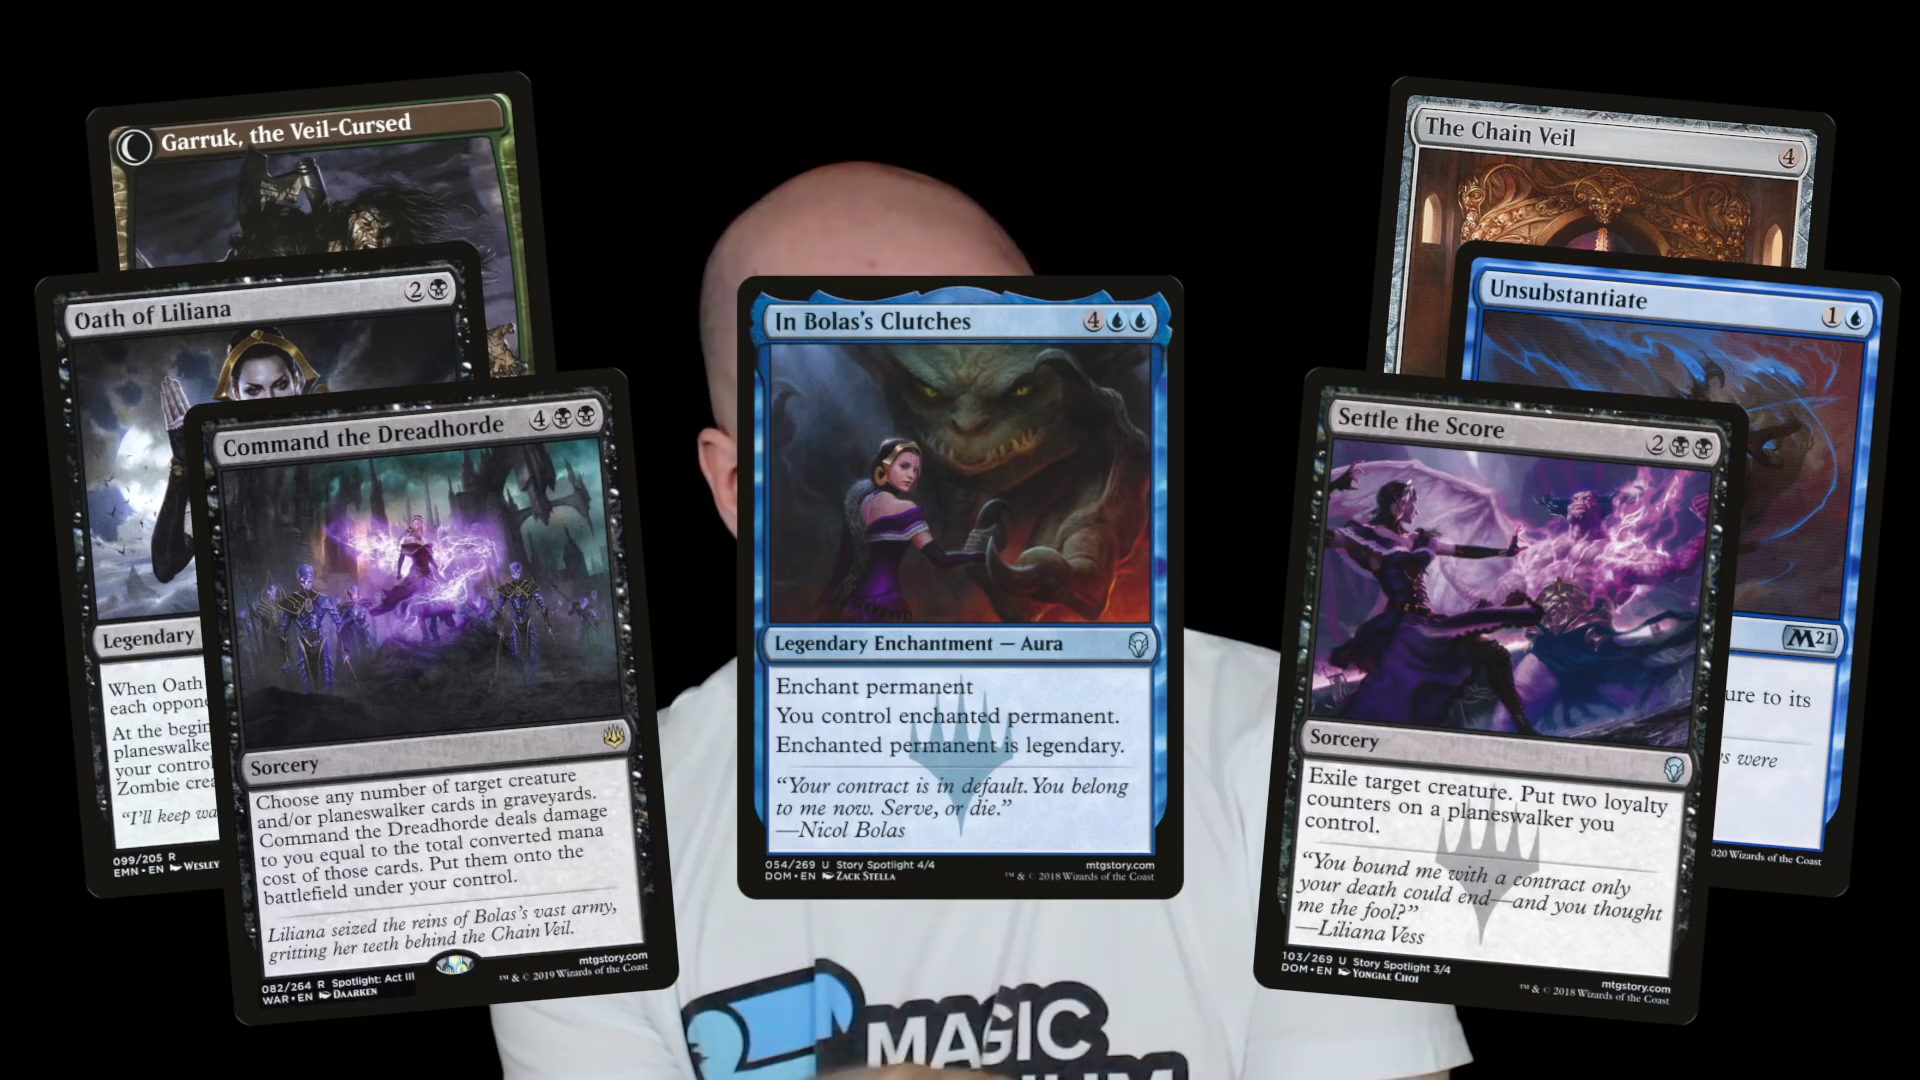 Garruk, the Veil-Cursed
Oath of Liliana 2
Legendary
When Oath
each oppone
At the begin
planeswalke
your control
Zombie crea
"I'll keep wa
099/205 R
EMN • EN WESLEY
Command the Dreadhorde 4
Sorcery
Choose any number of target creature
and/or planeswalker cards in graveyards.
Command the Dreadhorde deals damage
to you equal to the total converted mana
cost of those cards. Put them onto the
battlefield under your control.
Liliana seized the reins of Bolas's vast army,
gritting her teeth behind the Chain Veil.
082/264 R Spotlight: Act III
WAR • EN DAARKEN
mtgstory.com
™ & © 2019 Wizards of the Coast
In Bolas's Clutches 4
Legendary Enchantment — Aura
Enchant permanent
You control enchanted permanent.
Enchanted permanent is legendary.
"Your contract is in default. You belong
to me now. Serve, or die."
—Nicol Bolas
054/269 U Story Spotlight 4/4
DOM • EN ZACK STELLA
mtgstory.com
™ & © 2018 Wizards of the Coast
The Chain Veil 4
Unsubstantiate 1
M21
ure to its
s were
020 Wizards of the Coast
Settle the Score 2
Sorcery
Exile target creature. Put two loyalty
counters on a planeswalker you
control.
"You bound me with a contract only
your death could end—and you thought
me the fool?"
—Liliana Vess
103/269 U Story Spotlight 3/4
DOM • EN YONGJAE CHOI
mtgstory.com
™ & © 2018 Wizards of the Coast
MAGIC